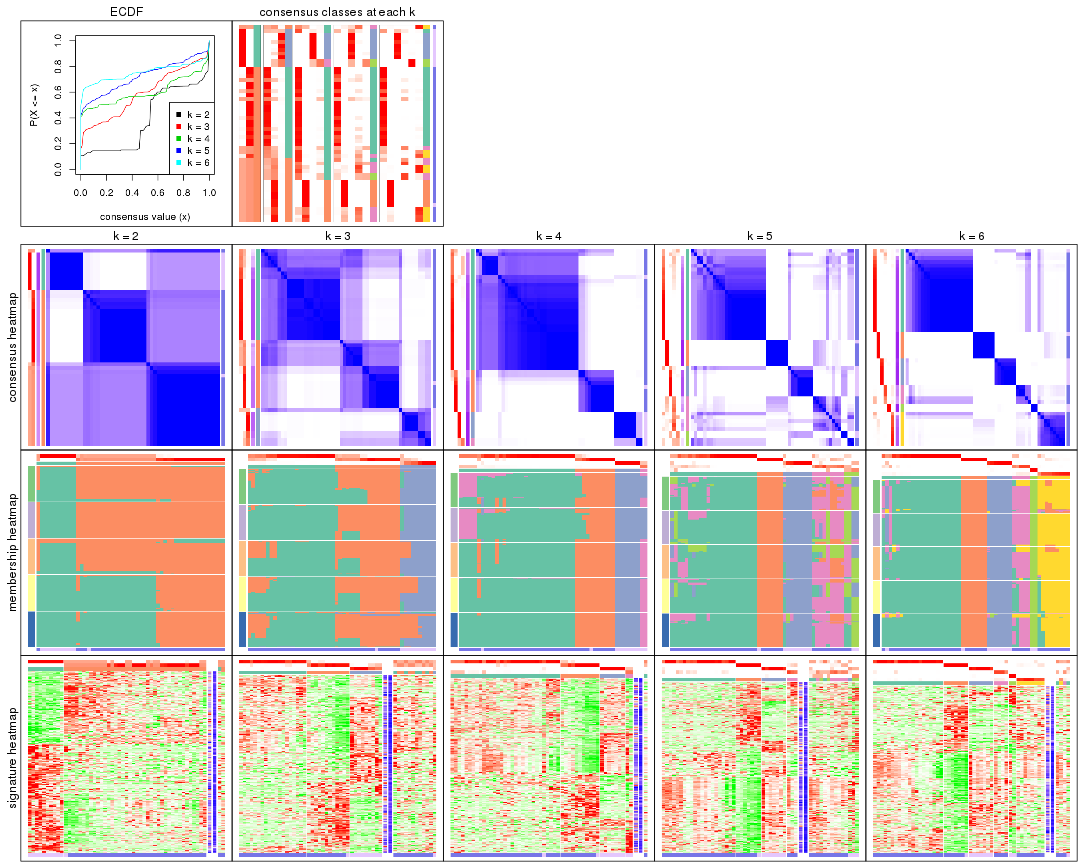 ECDF
consensus classes at each k
P(X <= x)
0.0 0.2 0.4 0.6 0.8 1.0
k = 2
k = 3
k = 4
k = 5
k = 6
0.0 0.2 0.4 0.6 0.8 1.0
consensus value (x)
k = 2
k = 3
k = 4
k = 5
k = 6
consensus heatmap
membership heatmap
signature heatmap